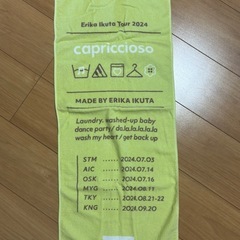 Erika Ikuta Tour 2024
capriccioso
MADE BY ERIKA IKUTA
Laundry. washed-up baby
dance party/ da.la.la.la.la
wash my heart / get back up
STM ...... 2024.07.03
AIC ...... 2024.07.14
OSK ...... 2024.07.16
MYG ...... 2024.08.11
TKY ...... 2024.08.21-22
KNG ...... 2024.09.20